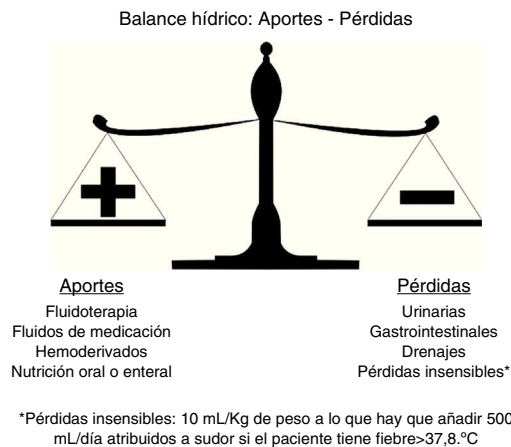 Balance hídrico: Aportes - Pérdidas
Aportes
Fluidoterapia
Fluidos de medicación
Hemoderivados
Nutrición oral o enteral
Pérdidas
Urinarias
Gastrointestinales
Drenajes
Pérdidas insensibles*
*Pérdidas insensibles: 10 mL/Kg de peso a lo que hay que añadir 500
mL/día atribuidos a sudor si el paciente tiene fiebre>37,8.ºC